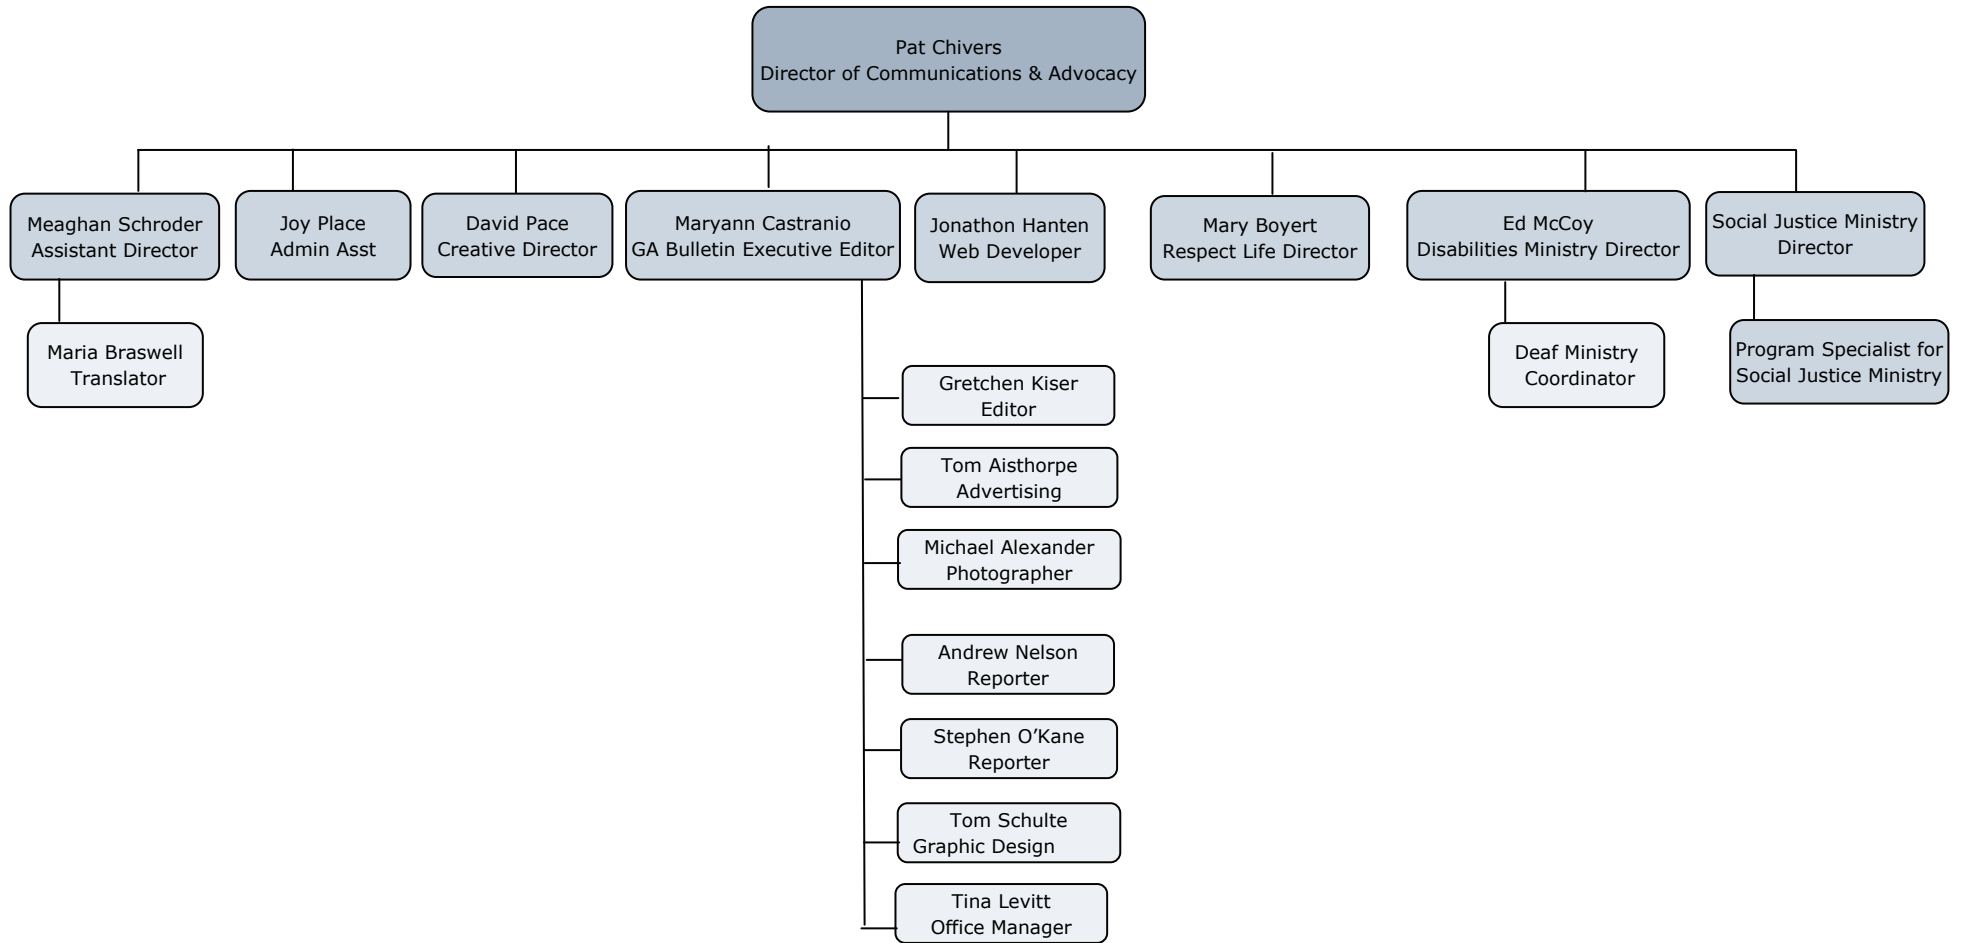 Pat Chivers
Director of Communications & Advocacy
Meaghan Schroder
Assistant Director
Joy Place
Admin Asst
David Pace
Creative Director
Maryann Castranio
GA Bulletin Executive Editor
Jonathon Hanten
Web Developer
Mary Boyert
Respect Life Director
Ed McCoy
Disabilities Ministry Director
Social Justice Ministry
Director
Maria Braswell
Translator
Deaf Ministry
Coordinator
Program Specialist for
Social Justice Ministry
Gretchen Kiser
Editor
Tom Aisthorpe
Advertising
Michael Alexander
Photographer
Andrew Nelson
Reporter
Stephen O’Kane
Reporter
Tom Schulte
Graphic Design
Tina Levitt
Office Manager